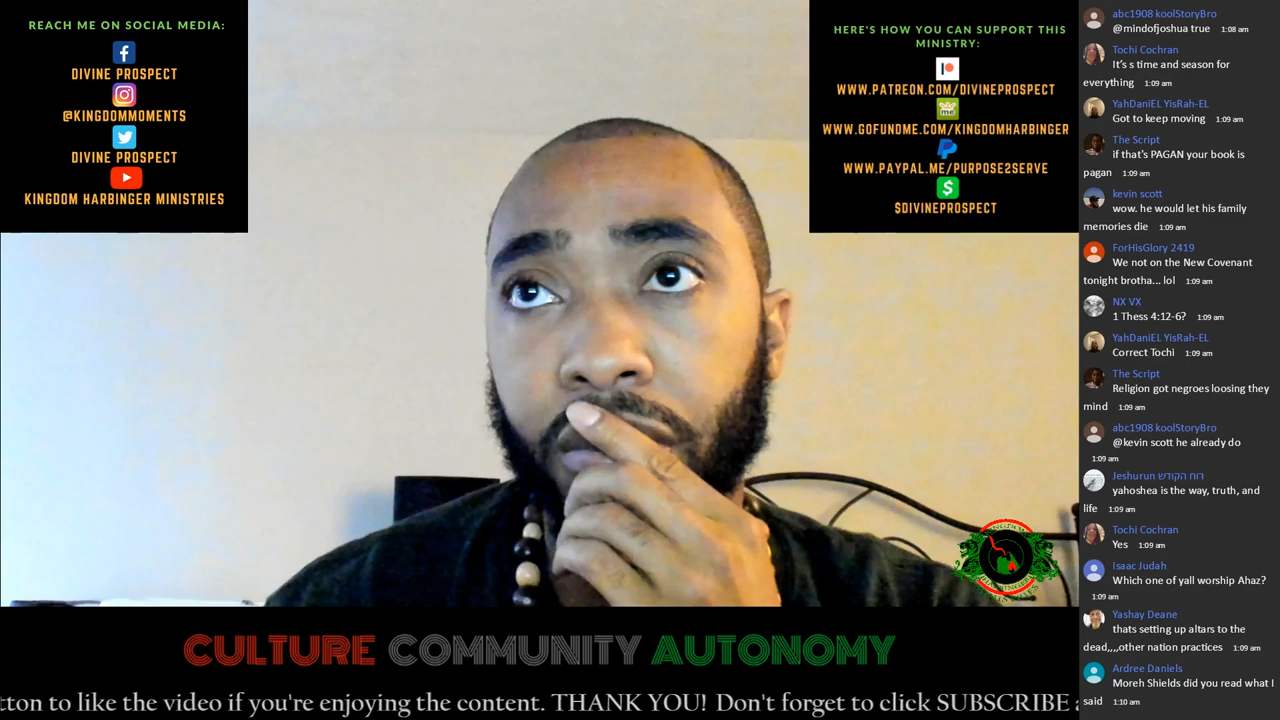 REACH ME ON SOCIAL MEDIA:
DIVINE PROSPECT
@KINGDOMMOMENTS
DIVINE PROSPECT
KINGDOM HARBINGER MINISTRIES
HERE'S HOW YOU CAN SUPPORT THIS
MINISTRY:
WWW.PATREON.COM/DIVINEPROSPECT
me
WWW.GOFUNDME.COM/KINGDOMHARBINGER
WWW.PAYPAL.ME/PURPOSE2SERVE
$DIVINEPROSPECT
CULTURE COMMUNITY AUTONOMY
tton to like the video if you're enjoying the content. THANK YOU! Don't forget to click SUBSCRIBE
abc1908 koolStoryBro
@mindofjoshua true 1:08 am
Tochi Cochran
It's s time and season for
everything 1:09 am
YahDaniEL YisRah-EL
Got to keep moving 1:09 am
The Script
if that's PAGAN your book is
pagan 1:09 am
kevin scott
wow. he would let his family
memories die 1:09 am
ForHisGlory 2419
We not on the New Covenant
tonight brotha... lol 1:09 am
NX VX
1 Thess 4:12-6? 1:09 am
YahDaniEL YisRah-EL
Correct Tochi 1:09 am
The Script
Religion got negroes loosing they
mind 1:09 am
abc1908 koolStoryBro
@kevin scott he already do
1:09 am
Jeshurun רוח הקודש
yahoshea is the way, truth, and
life 1:09 am
Tochi Cochran
Yes 1:09 am
Isaac Judah
Which one of yall worship Ahaz?
1:09 am
Yashay Deane
thats setting up altars to the
dead,,,,other nation practices 1:09 am
Ardree Daniels
Moreh Shields did you read what I
said 1:10 am